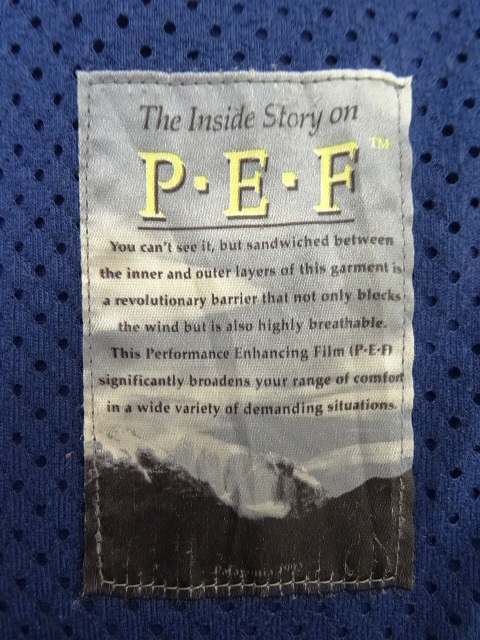 The Inside Story on
P·E·F™
You can't see it, but sandwiched between
the inner and outer layers of this garment is
a revolutionary barrier that not only blocks
the wind but is also highly breathable.
This Performance Enhancing Film (P·E·F)
significantly broadens your range of comfort
in a wide variety of demanding situations.
Patagonia